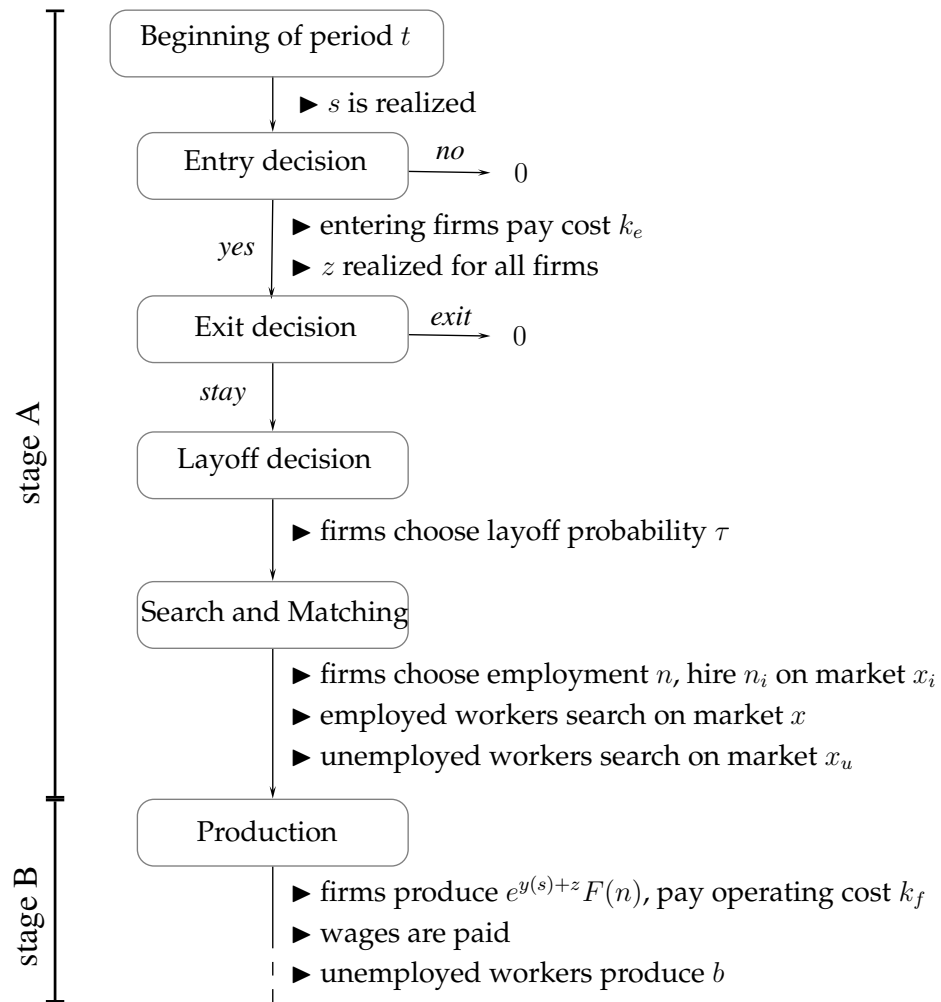 Beginning of period t
▶ s is realized
Entry decision
no
0
▶ entering firms pay cost k_e
yes
▶ z realized for all firms
Exit decision
exit
0
stay
stage A
Layoff decision
▶ firms choose layoff probability τ
Search and Matching
▶ firms choose employment n, hire n_i on market x_i
▶ employed workers search on market x
▶ unemployed workers search on market x_u
Production
stage B
▶ firms produce e^{y(s)+z}F(n), pay operating cost k_f
▶ wages are paid
▶ unemployed workers produce b